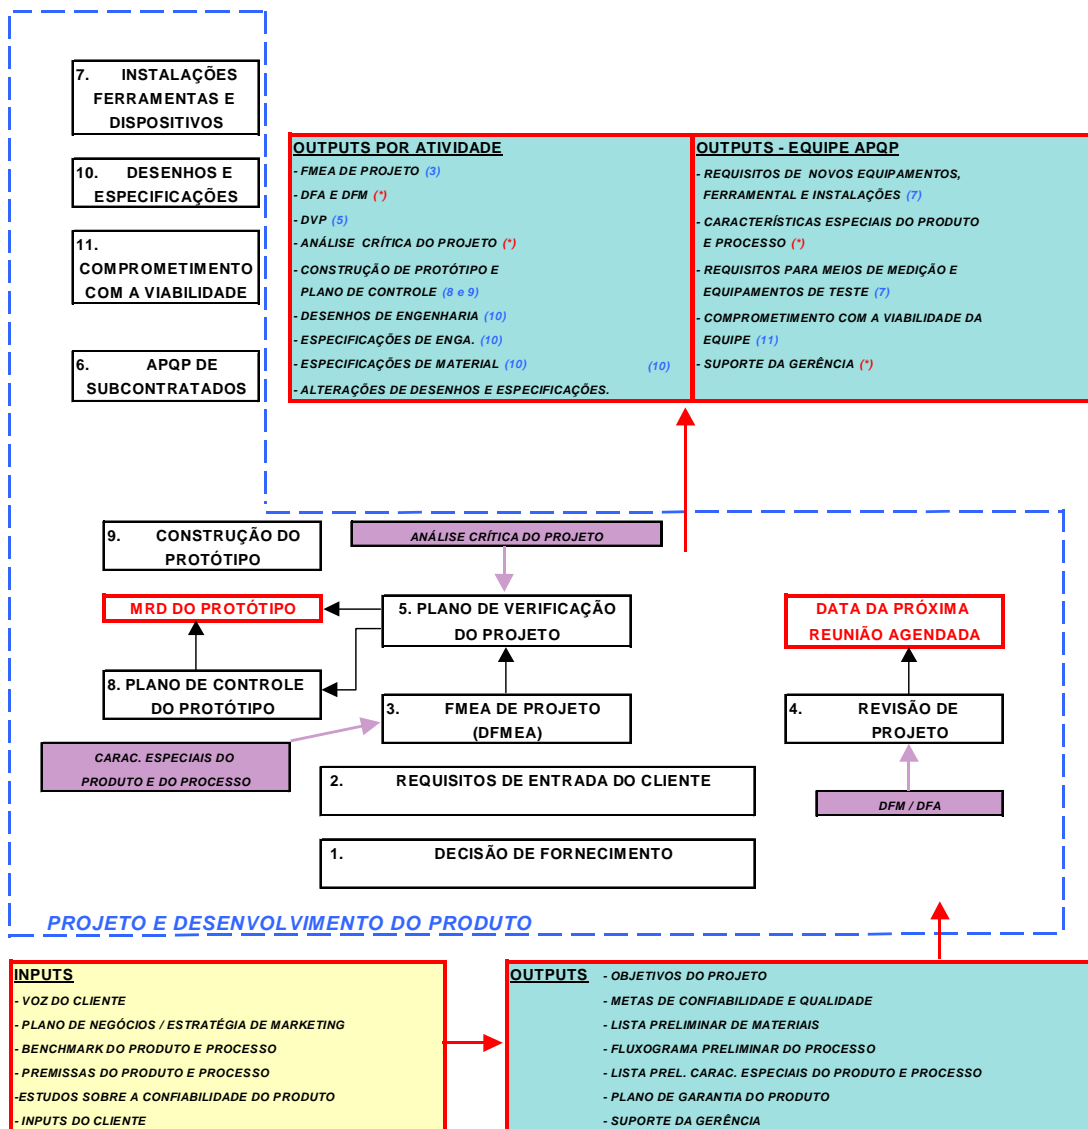 7. INSTALAÇÕES
FERRAMENTAS E
DISPOSITIVOS
10. DESENHOS E
ESPECIFICAÇÕES
11.
COMPROMETIMENTO
COM A VIABILIDADE
6. APQP DE
SUBCONTRATADOS
OUTPUTS POR ATIVIDADE
- FMEA DE PROJETO (3)
- DFA E DFM (*)
- DVP (5)
- ANÁLISE CRÍTICA DO PROJETO (*)
- CONSTRUÇÃO DE PROTÓTIPO E
PLANO DE CONTROLE (8 e 9)
- DESENHOS DE ENGENHARIA (10)
- ESPECIFICAÇÕES DE ENGA. (10)
- ESPECIFICAÇÕES DE MATERIAL (10) (10)
- ALTERAÇÕES DE DESENHOS E ESPECIFICAÇÕES.
OUTPUTS - EQUIPE APQP
- REQUISITOS DE NOVOS EQUIPAMENTOS,
FERRAMENTAL E INSTALAÇÕES (7)
- CARACTERÍSTICAS ESPECIAIS DO PRODUTO
E PROCESSO (*)
- REQUISITOS PARA MEIOS DE MEDIÇÃO E
EQUIPAMENTOS DE TESTE (7)
- COMPROMETIMENTO COM A VIABILIDADE DA
EQUIPE (11)
- SUPORTE DA GERÊNCIA (*)
9. CONSTRUÇÃO DO
PROTÓTIPO
ANÁLISE CRÍTICA DO PROJETO
MRD DO PROTÓTIPO
5. PLANO DE VERIFICAÇÃO
DO PROJETO
DATA DA PRÓXIMA
REUNIÃO AGENDADA
8. PLANO DE CONTROLE
DO PROTÓTIPO
3. FMEA DE PROJETO
(DFMEA)
4. REVISÃO DE
PROJETO
CARAC. ESPECIAIS DO
PRODUTO E DO PROCESSO
2. REQUISITOS DE ENTRADA DO CLIENTE
DFM / DFA
1. DECISÃO DE FORNECIMENTO
PROJETO E DESENVOLVIMENTO DO PRODUTO
INPUTS
- VOZ DO CLIENTE
- PLANO DE NEGÓCIOS / ESTRATÉGIA DE MARKETING
- BENCHMARK DO PRODUTO E PROCESSO
- PREMISSAS DO PRODUTO E PROCESSO
-ESTUDOS SOBRE A CONFIABILIDADE DO PRODUTO
- INPUTS DO CLIENTE
OUTPUTS - OBJETIVOS DO PROJETO
- METAS DE CONFIABILIDADE E QUALIDADE
- LISTA PRELIMINAR DE MATERIAIS
- FLUXOGRAMA PRELIMINAR DO PROCESSO
- LISTA PREL. CARAC. ESPECIAIS DO PRODUTO E PROCESSO
- PLANO DE GARANTIA DO PRODUTO
- SUPORTE DA GERÊNCIA